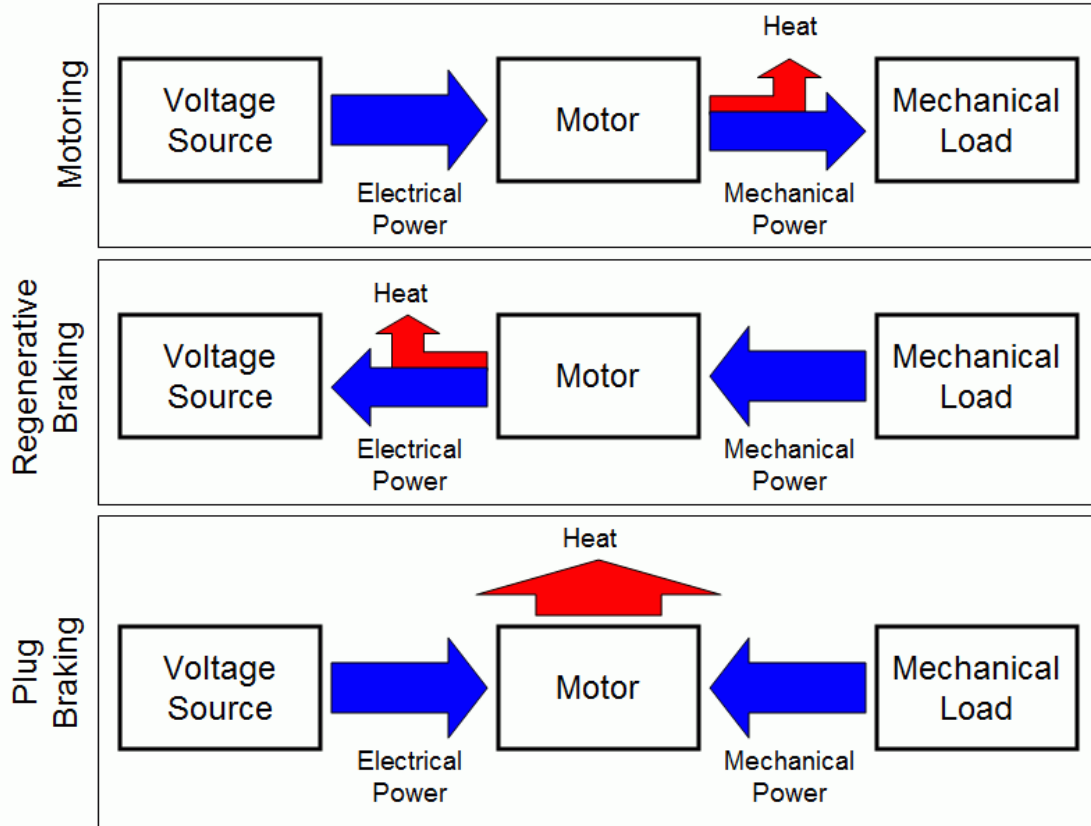 Motoring
Heat
Voltage
Source
Motor
Mechanical
Load
Electrical
Power
Mechanical
Power
Regenerative
Braking
Heat
Voltage
Source
Motor
Mechanical
Load
Electrical
Power
Mechanical
Power
Plug
Braking
Heat
Voltage
Source
Motor
Mechanical
Load
Electrical
Power
Mechanical
Power